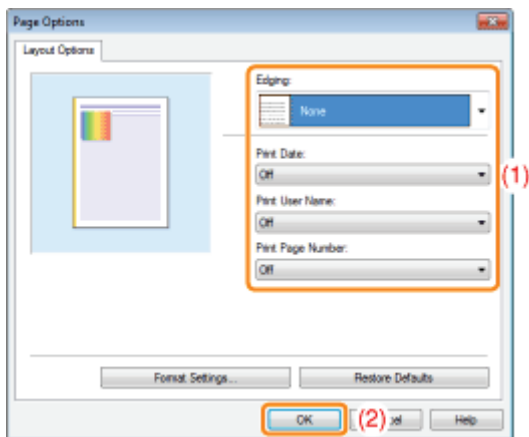 Page Options
Layout Options
Edging:
None
Print Date:
Off
(1)
Print User Name:
Off
Print Page Number:
Off
Format Settings...
Restore Defaults
OK
(2)
Help